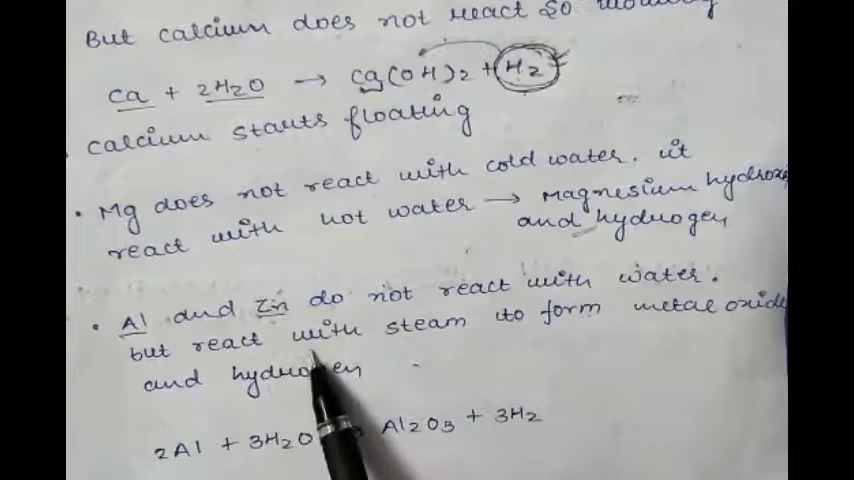 But calcium does not react so
Ca + 2H2O → Ca(OH)2 + H2
calcium starts floating
• Mg does not react with cold water. it
react with hot water → Magnesium hydroxi
and hydrogen
• Al and Zn do not react with water.
but react with steam to form metal oxide
and hydrogen
2Al + 3H2O → Al2O3 + 3H2